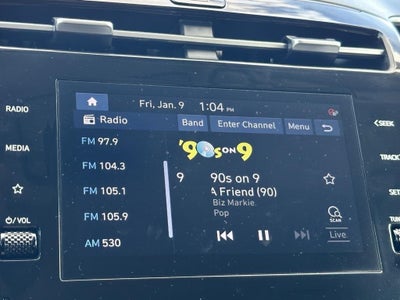 Fri, Jan. 9 1:04 PM
Radio Band Enter Channel Menu
RADIO
MEDIA
VOL
SEEK
TRACK
SET
TUN
FM 97.9
FM 104.3
FM 105.1
FM 105.9
AM 530
'90s ON 9
9 90s on 9
A Friend (90)
Biz Markie
Pop
SCAN
Live